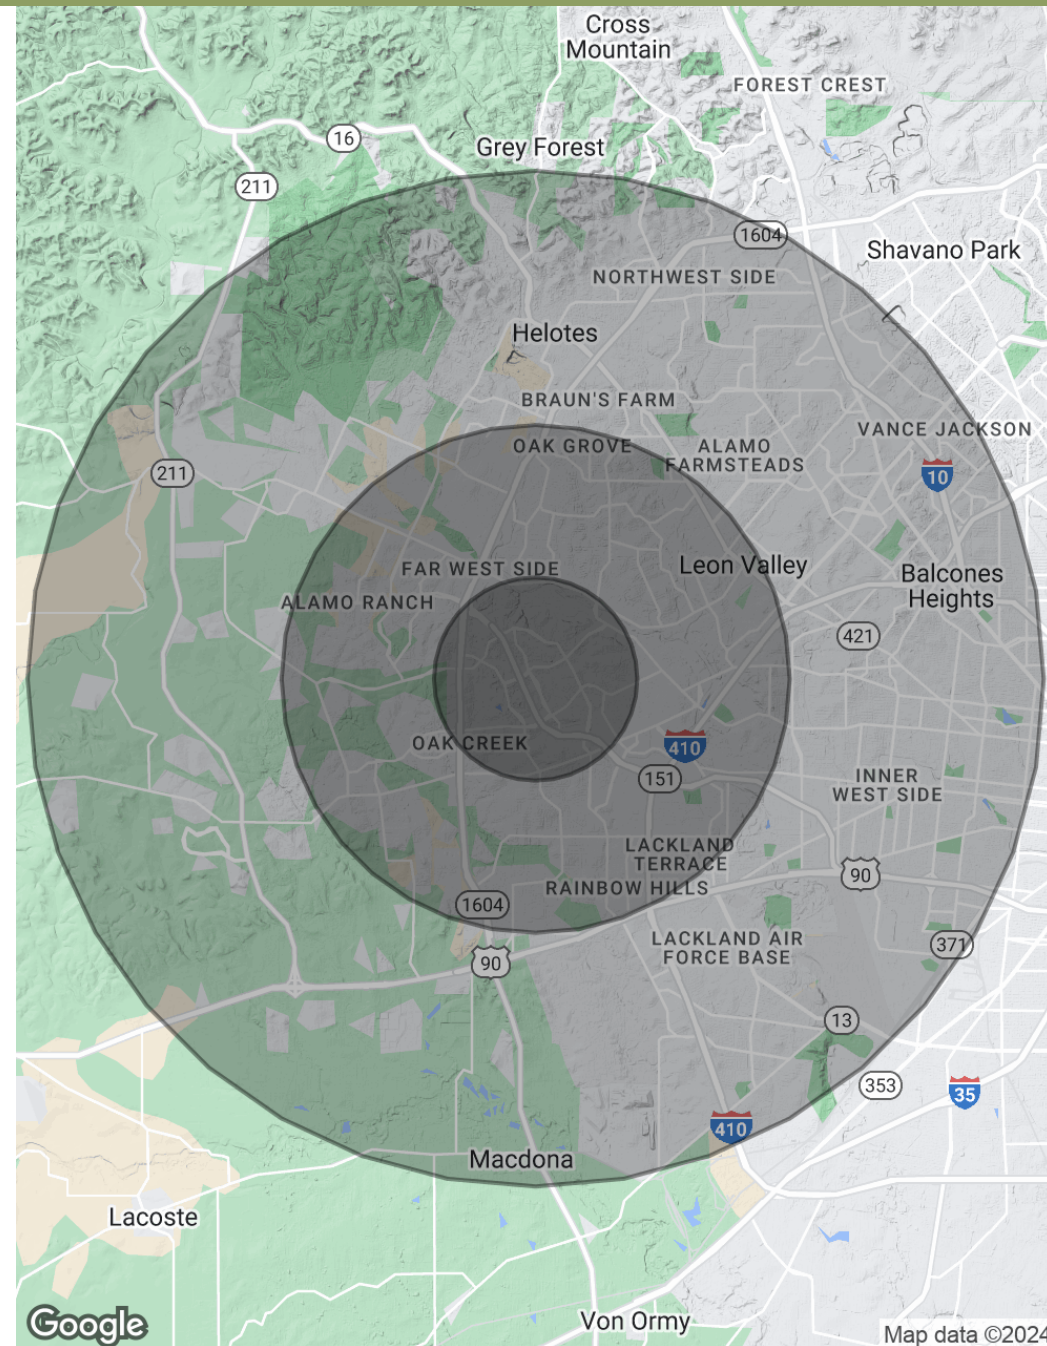 Cross
Mountain
FOREST CREST
16
Grey Forest
211
1604
Shavano Park
NORTHWEST SIDE
Helotes
BRAUN'S FARM
VANCE JACKSON
OAK GROVE
ALAMO
FARMSTEADS
211
10
FAR WEST SIDE
Leon Valley
Balcones
Heights
ALAMO RANCH
421
OAK CREEK
410
151
INNER
WEST SIDE
LACKLAND
TERRACE
90
RAINBOW HILLS
1604
LACKLAND AIR
FORCE BASE
371
90
13
353
35
410
Macdona
Lacoste
Von Ormy
Google
Map data ©2024